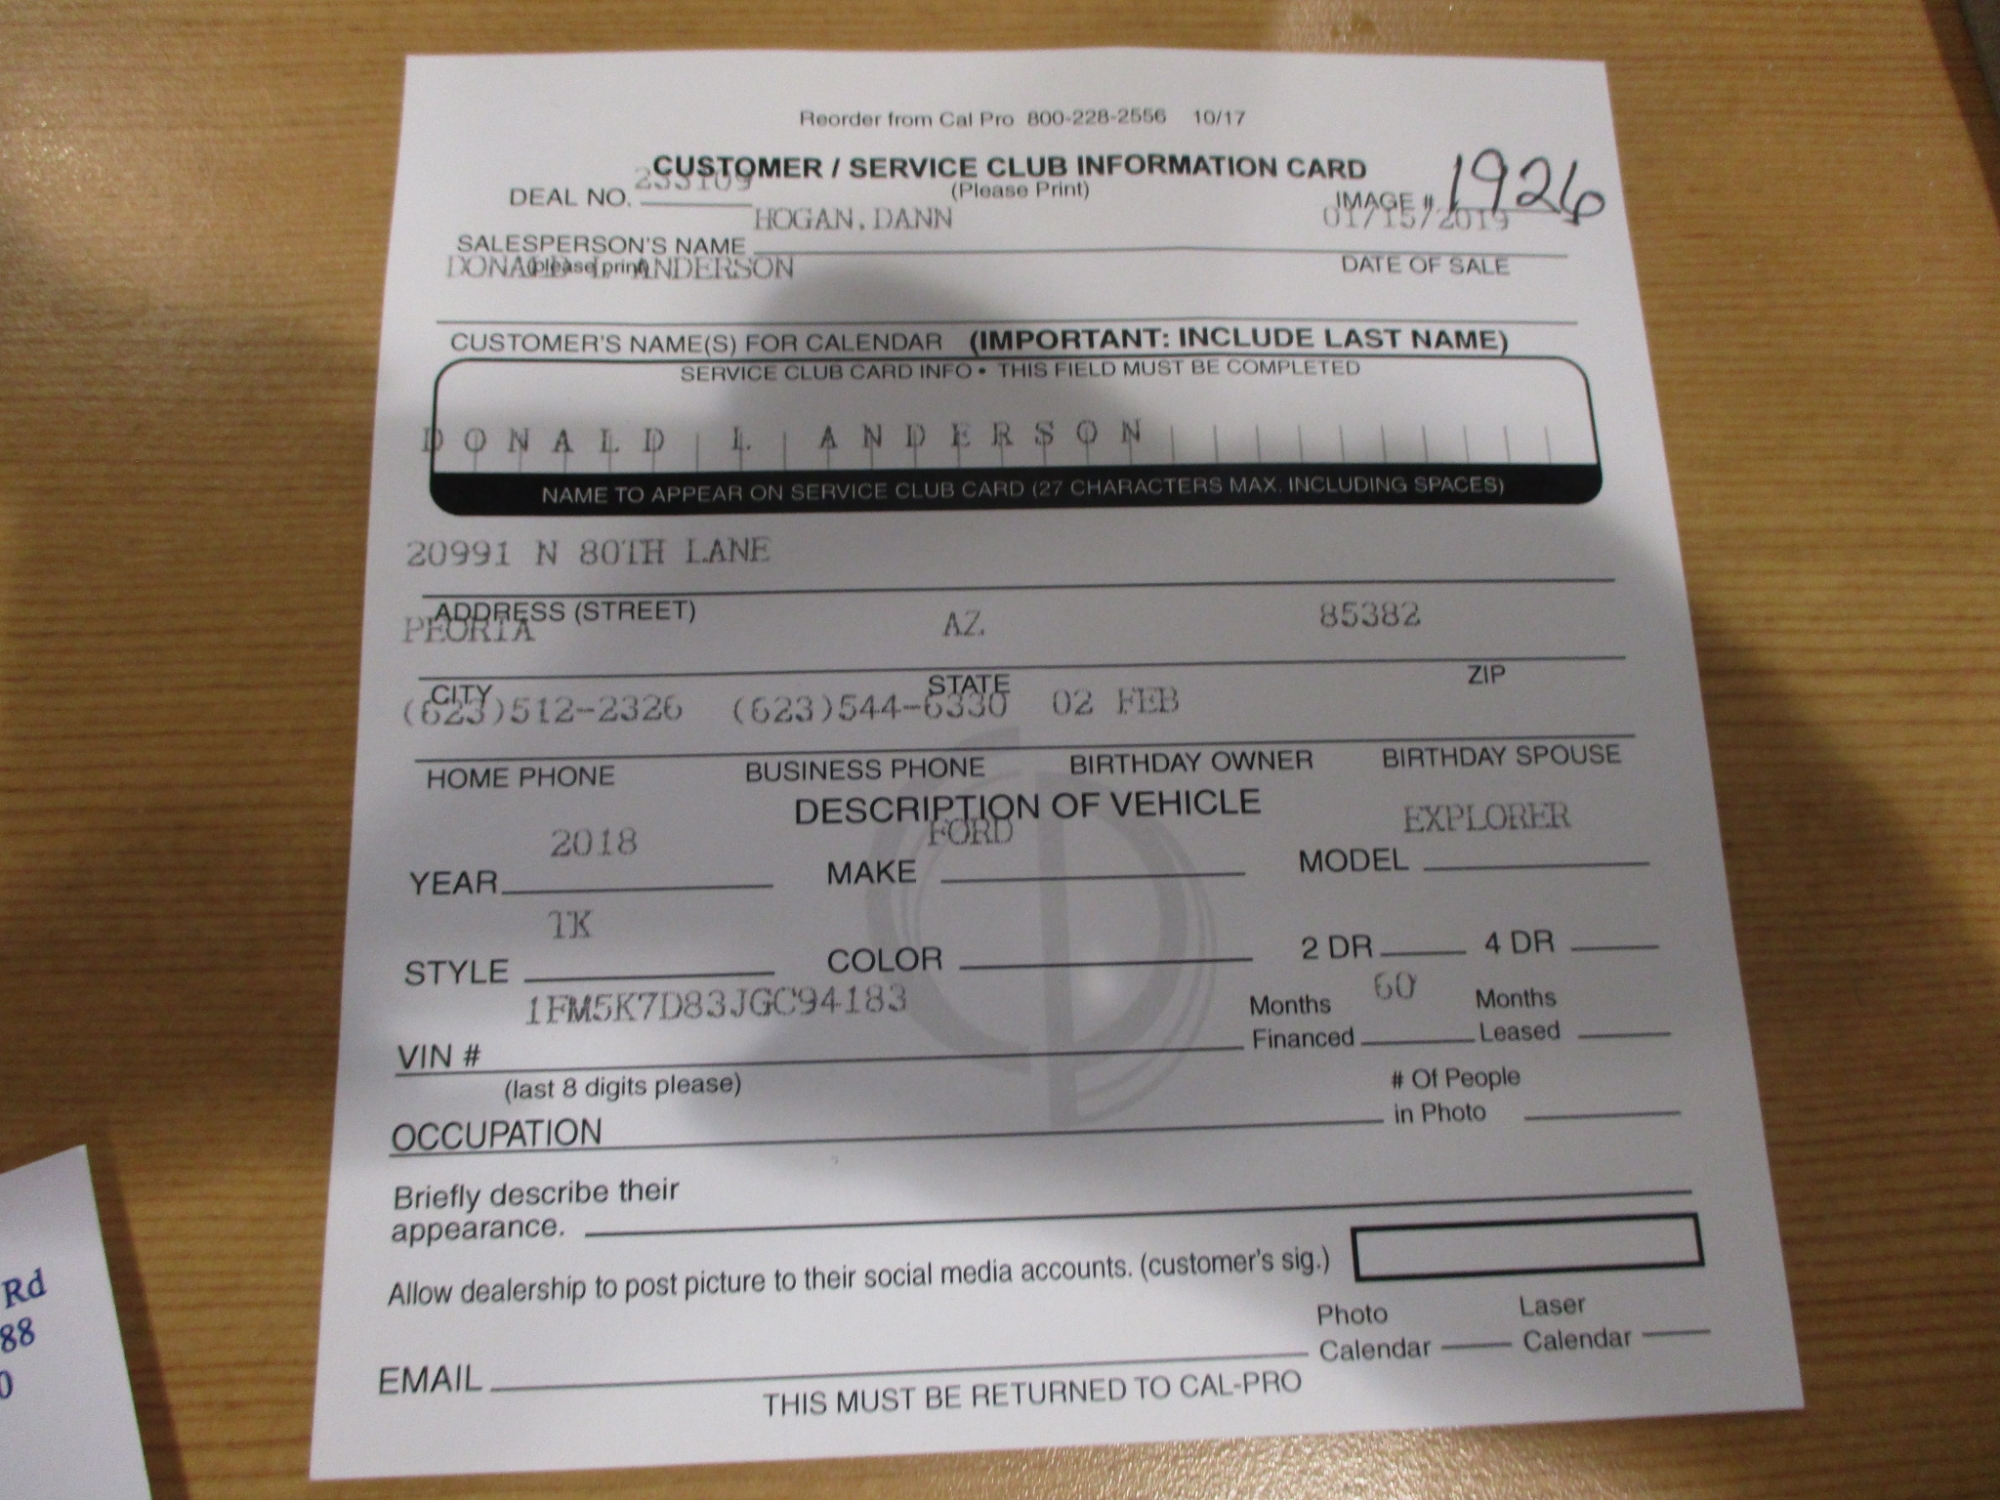 Reorder from Cal Pro 800-228-2556 10/17
CUSTOMER / SERVICE CLUB INFORMATION CARD
(Please Print)
DEAL NO. 233109
IMAGE # 1926
HOGAN, DANN 01/15/2019
SALESPERSON'S NAME
(please print) DATE OF SALE
DONALD L ANDERSON
CUSTOMER'S NAME(S) FOR CALENDAR (IMPORTANT: INCLUDE LAST NAME)
SERVICE CLUB CARD INFO • THIS FIELD MUST BE COMPLETED
DONALD L ANDERSON
NAME TO APPEAR ON SERVICE CLUB CARD (27 CHARACTERS MAX. INCLUDING SPACES)
20991 N 80TH LANE
ADDRESS (STREET)
PEORIA AZ 85382
CITY STATE ZIP
(623)512-2326 (623)544-6330 02 FEB
HOME PHONE BUSINESS PHONE BIRTHDAY OWNER BIRTHDAY SPOUSE
DESCRIPTION OF VEHICLE
2018 FORD EXPLORER
YEAR MAKE MODEL
TK
STYLE COLOR 2 DR 4 DR
1FM5K7D83JGC94183
VIN #
(last 8 digits please)
Months Financed 60
Months Leased
# Of People in Photo
OCCUPATION
Briefly describe their
appearance.
Allow dealership to post picture to their social media accounts. (customer's sig.)
Photo Calendar
Laser Calendar
EMAIL
THIS MUST BE RETURNED TO CAL-PRO
Rd
88
0